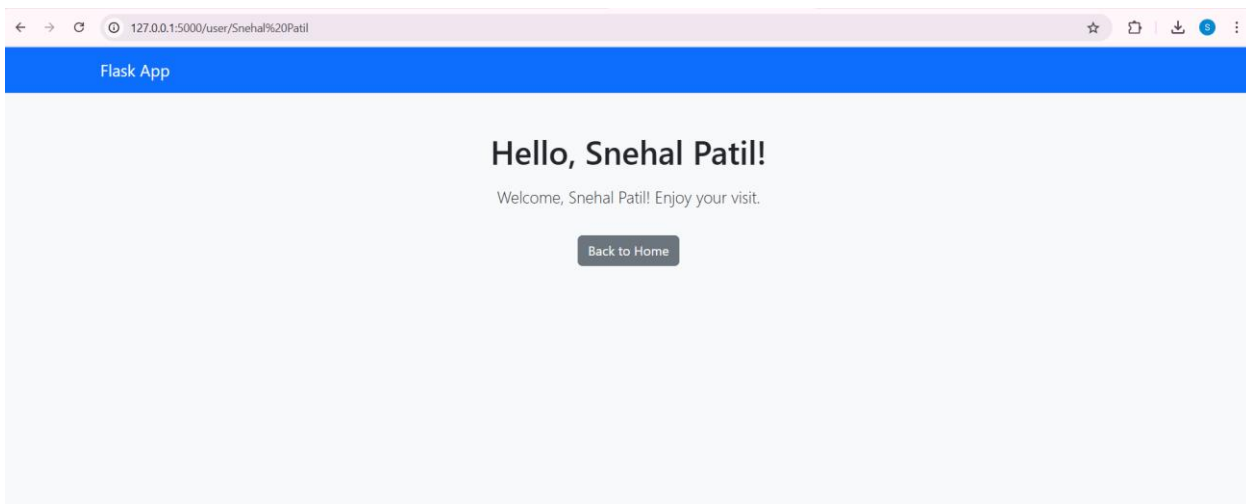 127.0.0.1:5000/user/Snehal%20Patil
S
Flask App
Hello, Snehal Patil!
Welcome, Snehal Patil! Enjoy your visit.
Back to Home